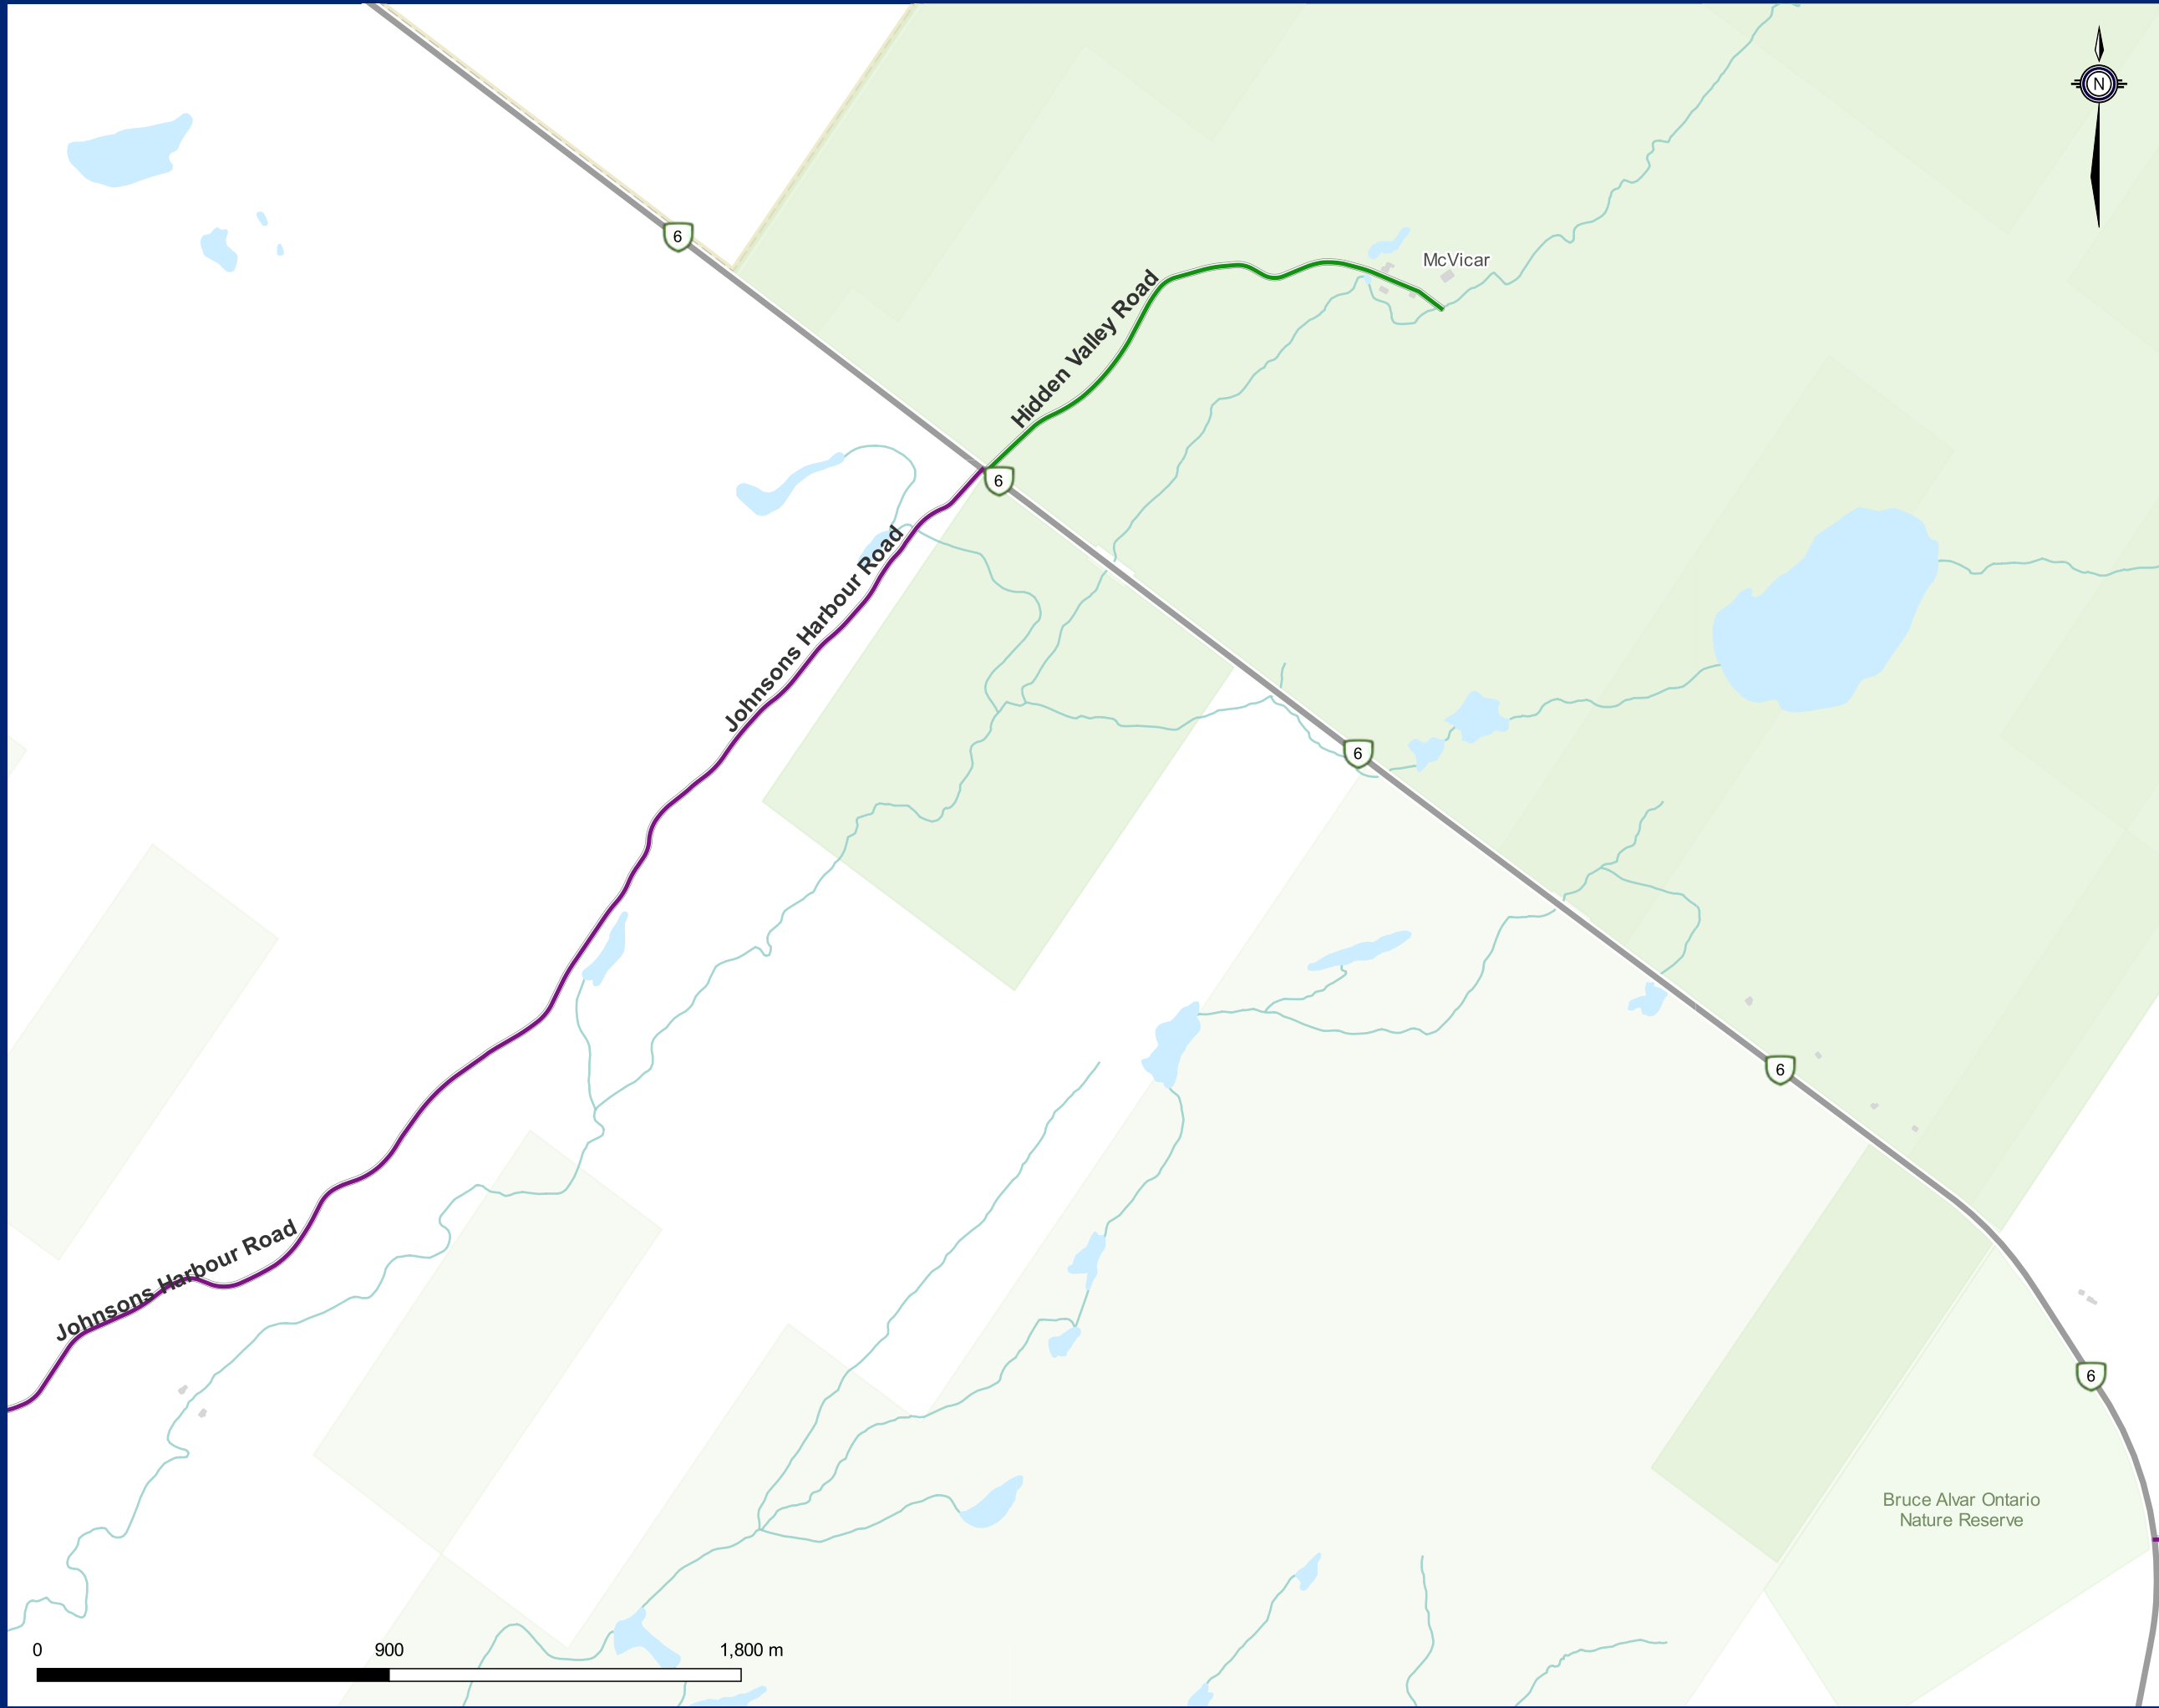 N
6
McVicar
Hidden Valley Road
6
Johnsons Harbour Road
6
6
Johnsons Harbour Road
6
Bruce Alvar Ontario
Nature Reserve
0 900 1,800 m